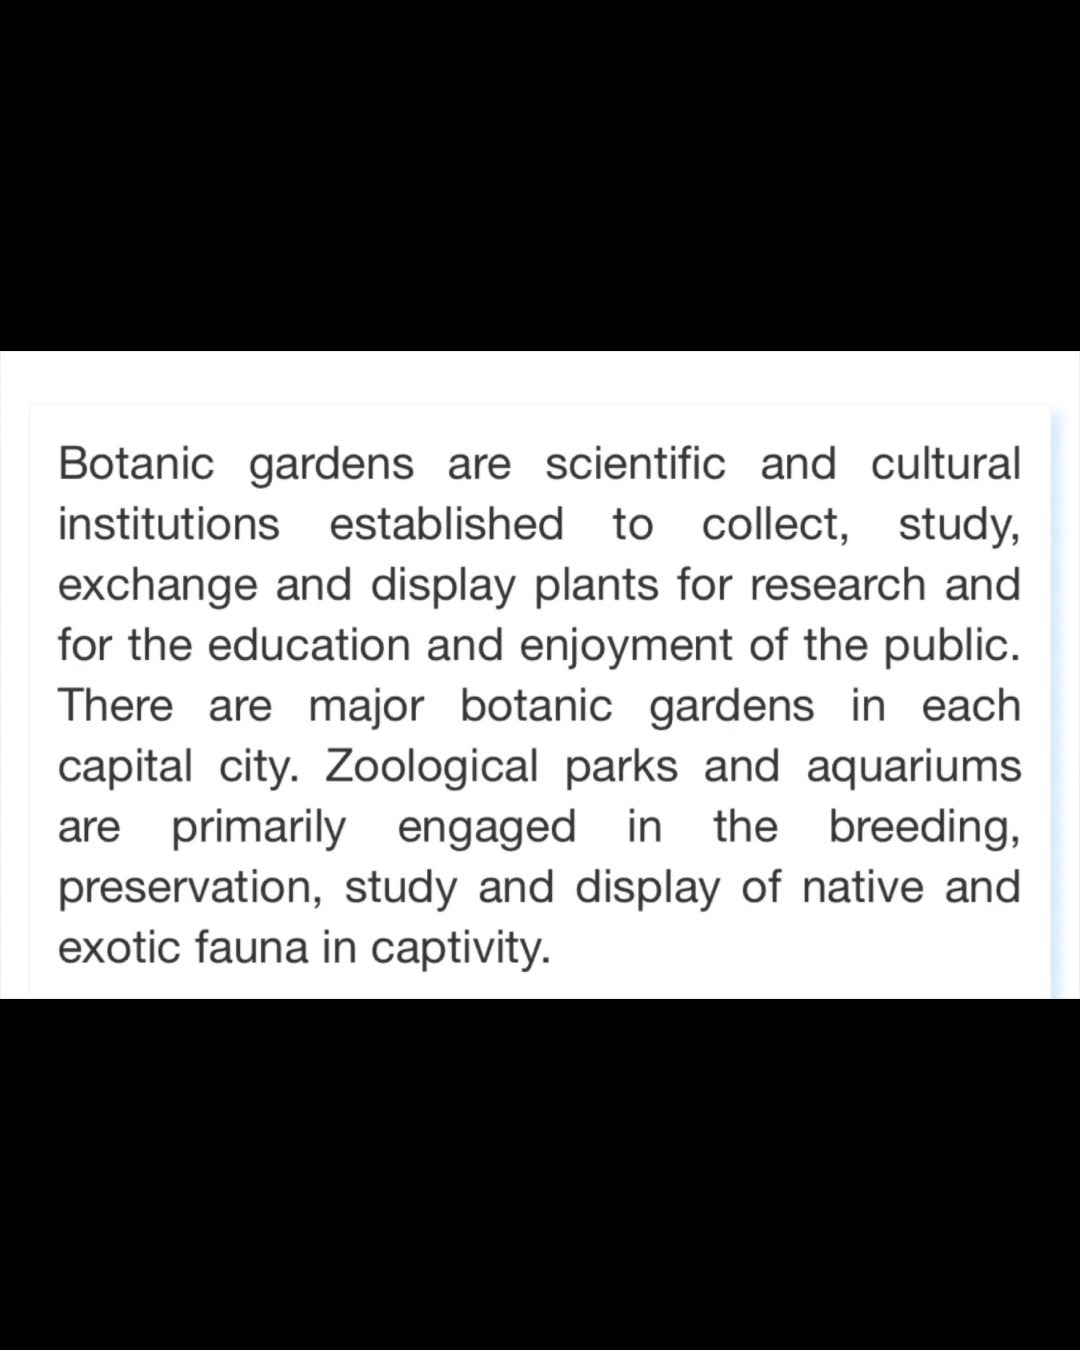 Botanic gardens are scientific and cultural
institutions established to collect, study,
exchange and display plants for research and
for the education and enjoyment of the public.
There are major botanic gardens in each
capital city. Zoological parks and aquariums
are primarily engaged in the breeding,
preservation, study and display of native and
exotic fauna in captivity.